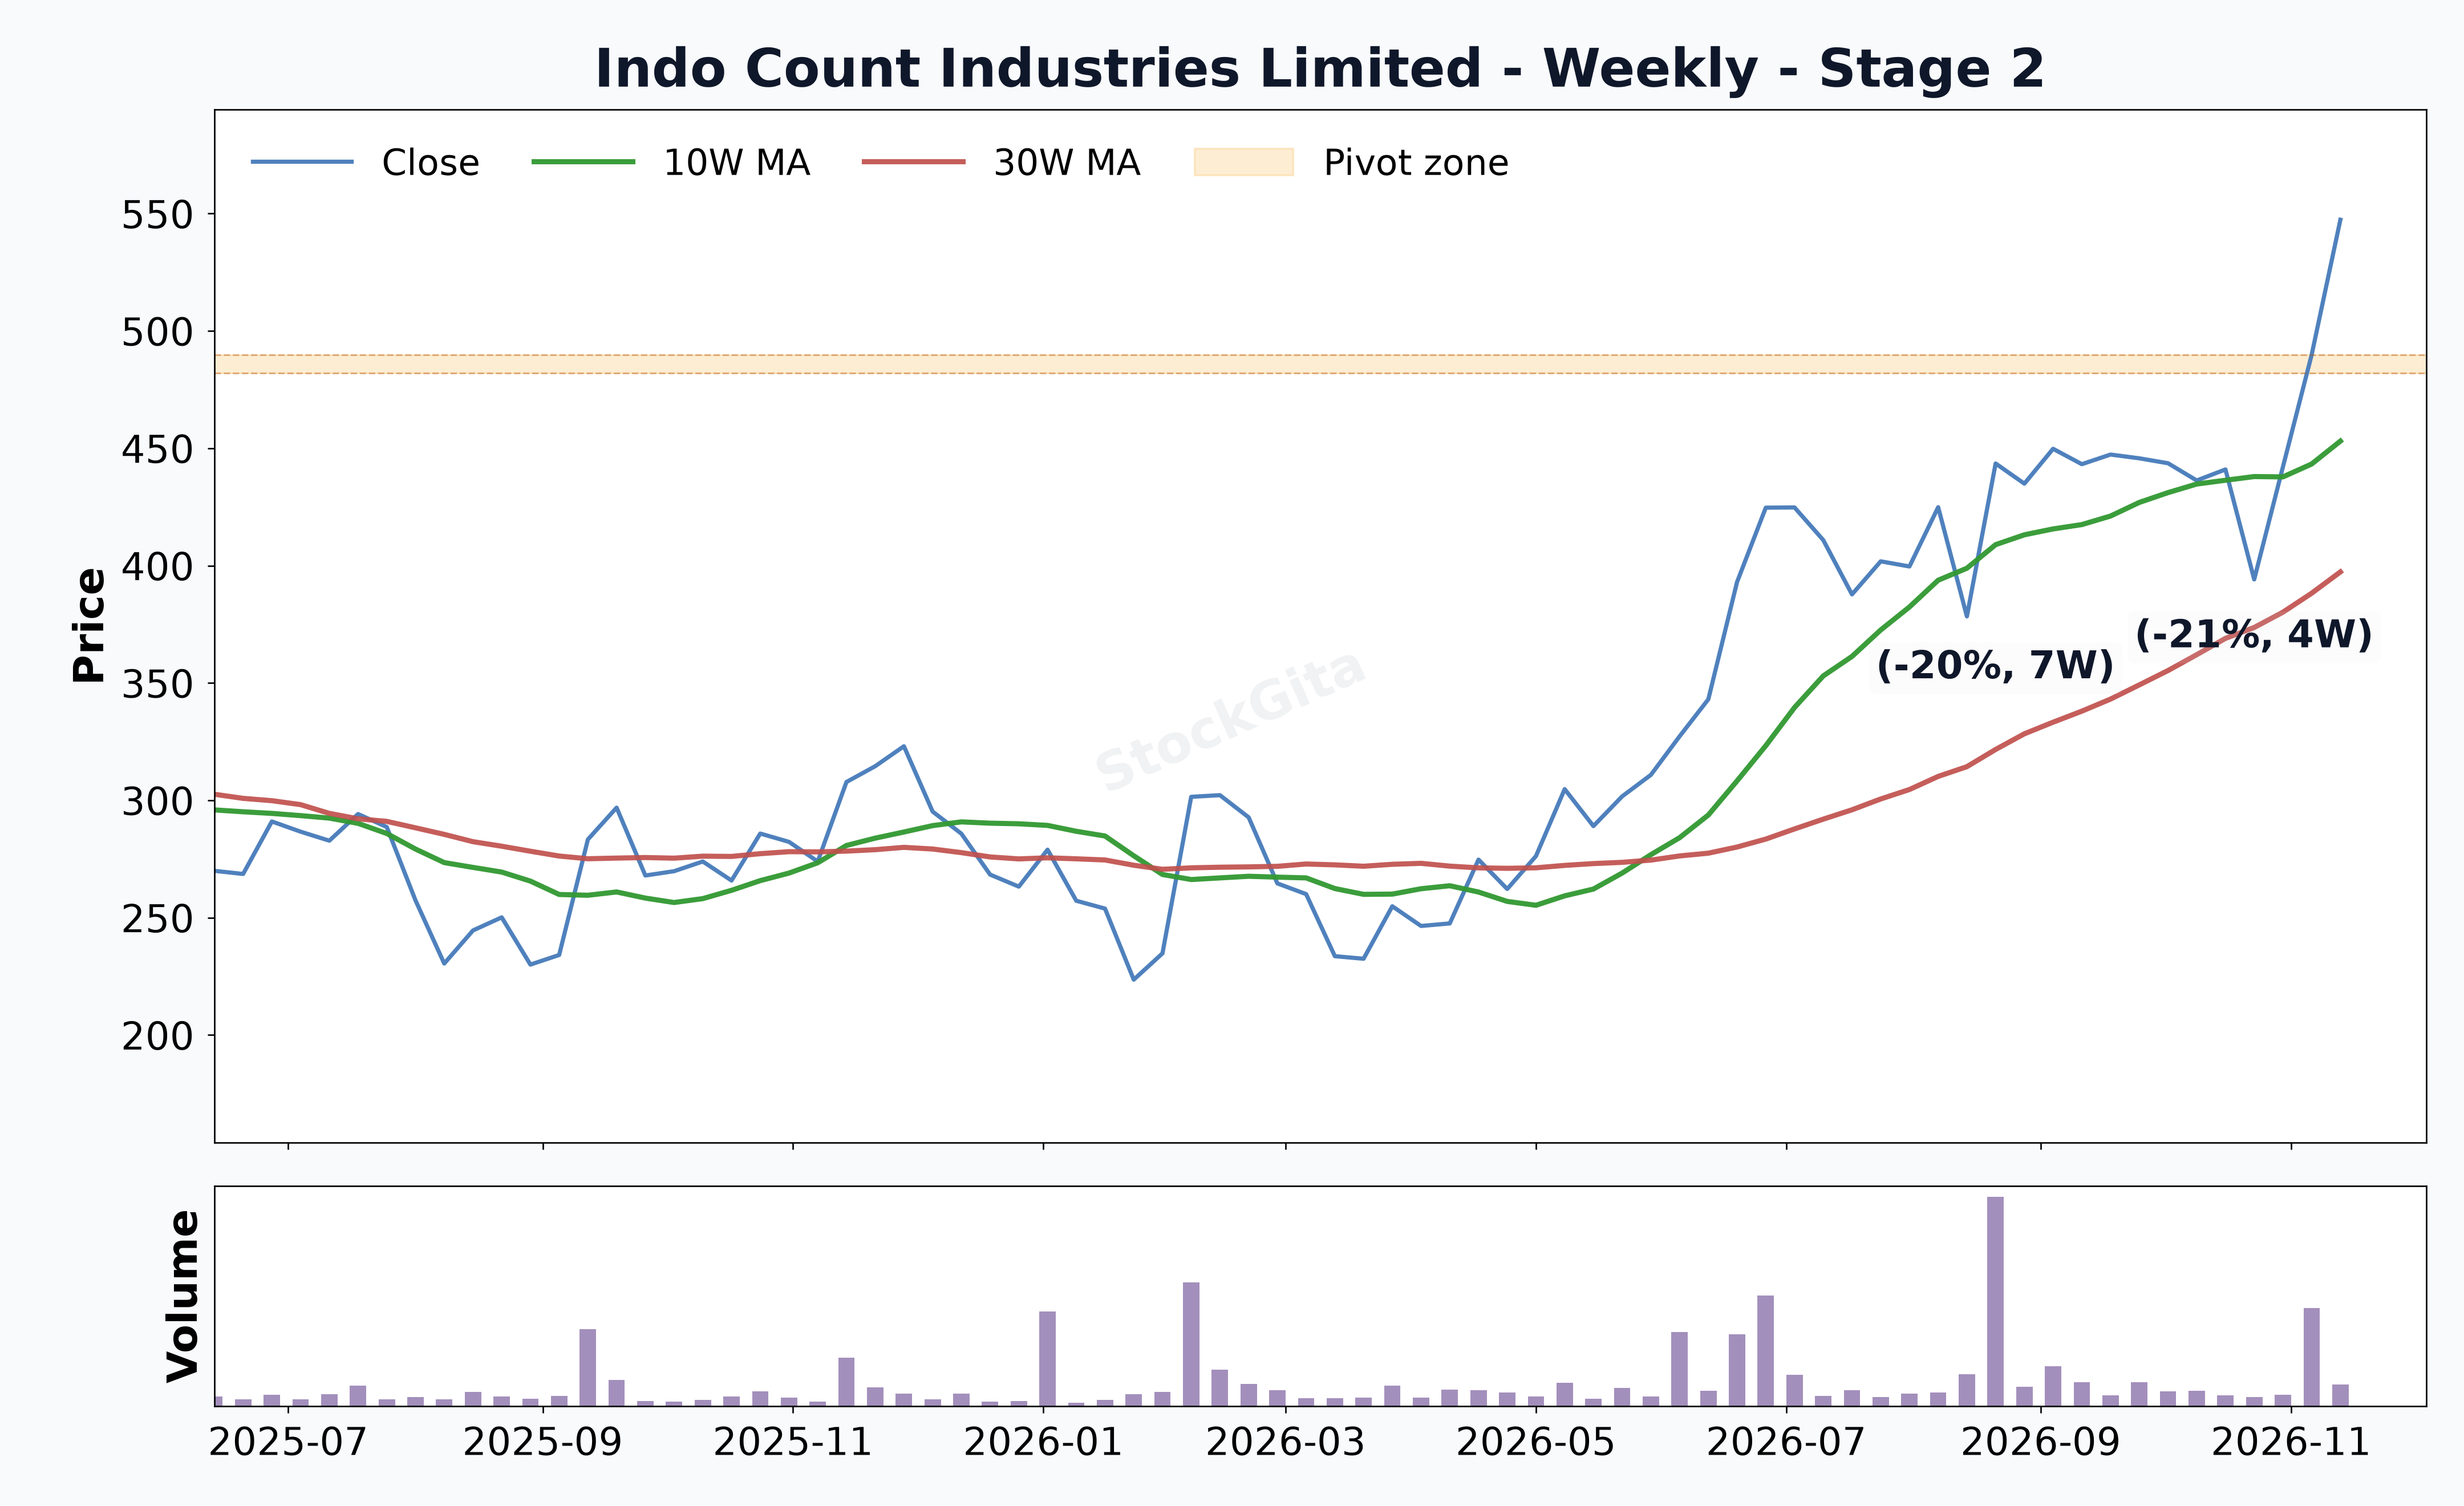 Indo Count Industries Limited - Weekly - Stage 2
Close 10W MA 30W MA Pivot zone
550
500
450
400
350
300
250
200
Price
(-20%, 7W)
(-21%, 4W)
StockGita
Volume
2025-07 2025-09 2025-11 2026-01 2026-03 2026-05 2026-07 2026-09 2026-11